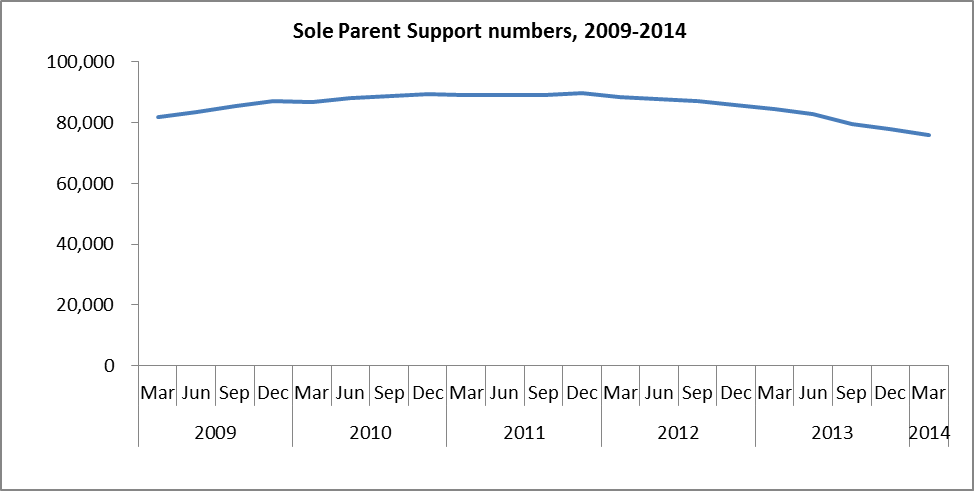 Sole Parent Support numbers, 2009-2014
100,000
80,000
60,000
40,000
20,000
0
Mar Jun Sep Dec Mar Jun Sep Dec Mar Jun Sep Dec Mar Jun Sep Dec Mar Jun Sep Dec Mar
2009 2010 2011 2012 2013 2014